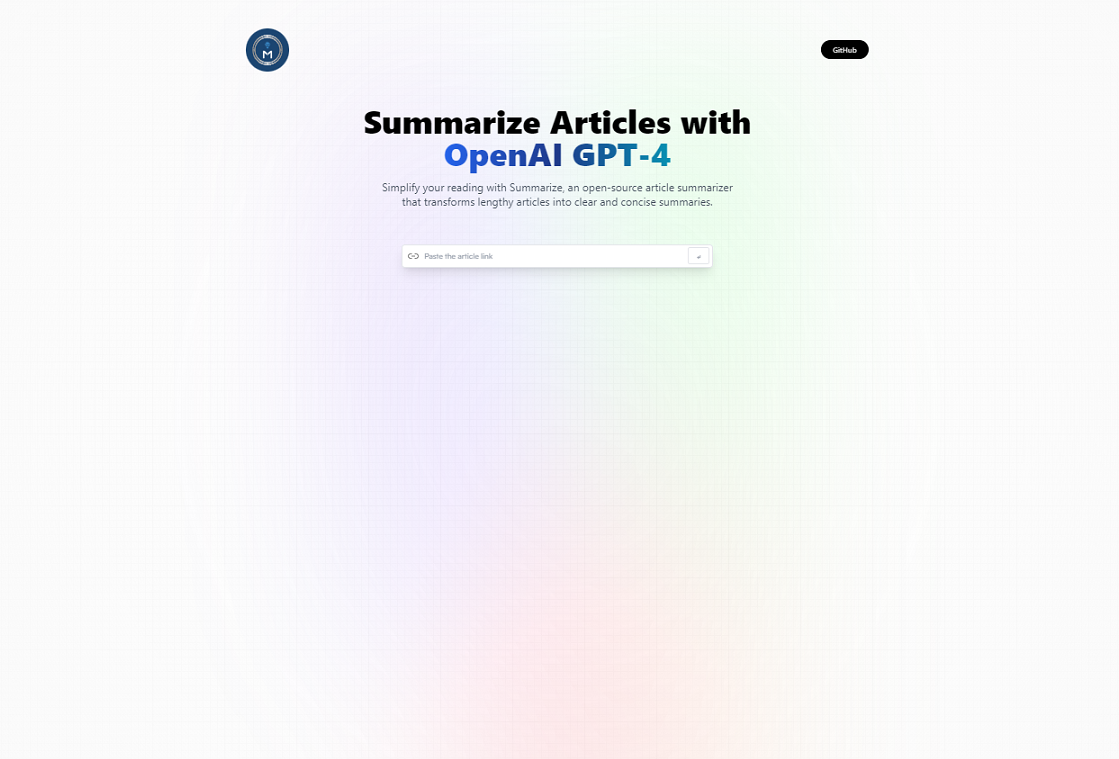 M
GitHub
Summarize Articles with
OpenAI GPT-4
Simplify your reading with Summarize, an open-source article summarizer
that transforms lengthy articles into clear and concise summaries.
Paste the article link